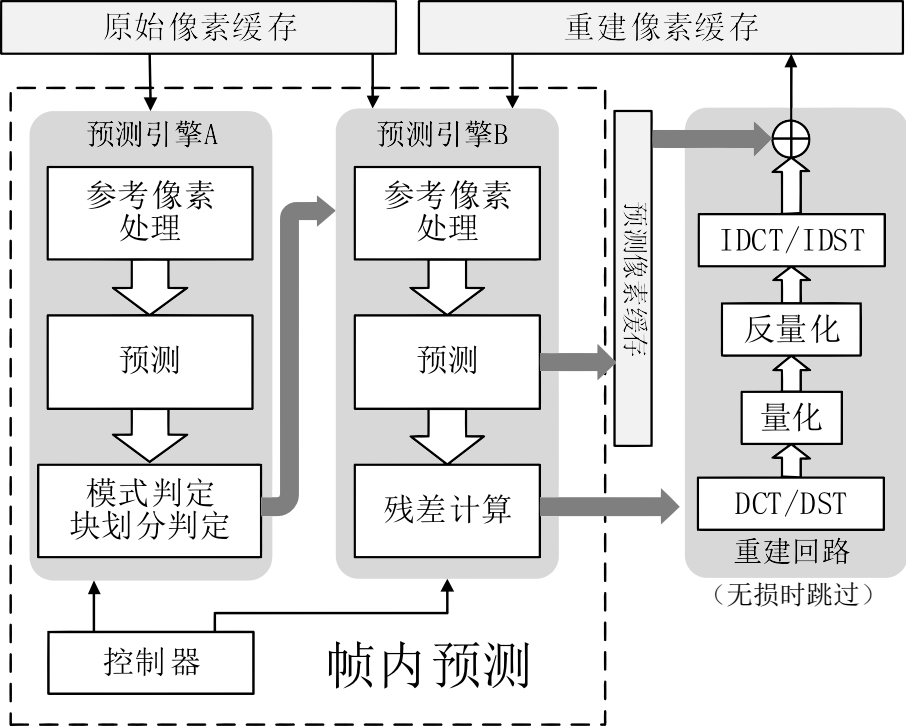 原始像素缓存
重建像素缓存
预测引擎A
参考像素
处理
预测
模式判定
块划分判定
预测引擎B
参考像素
处理
预测
残差计算
预测像素缓存
IDCT/IDST
反量化
量化
DCT/DST
重建回路
（无损时跳过）
控制器
帧内预测